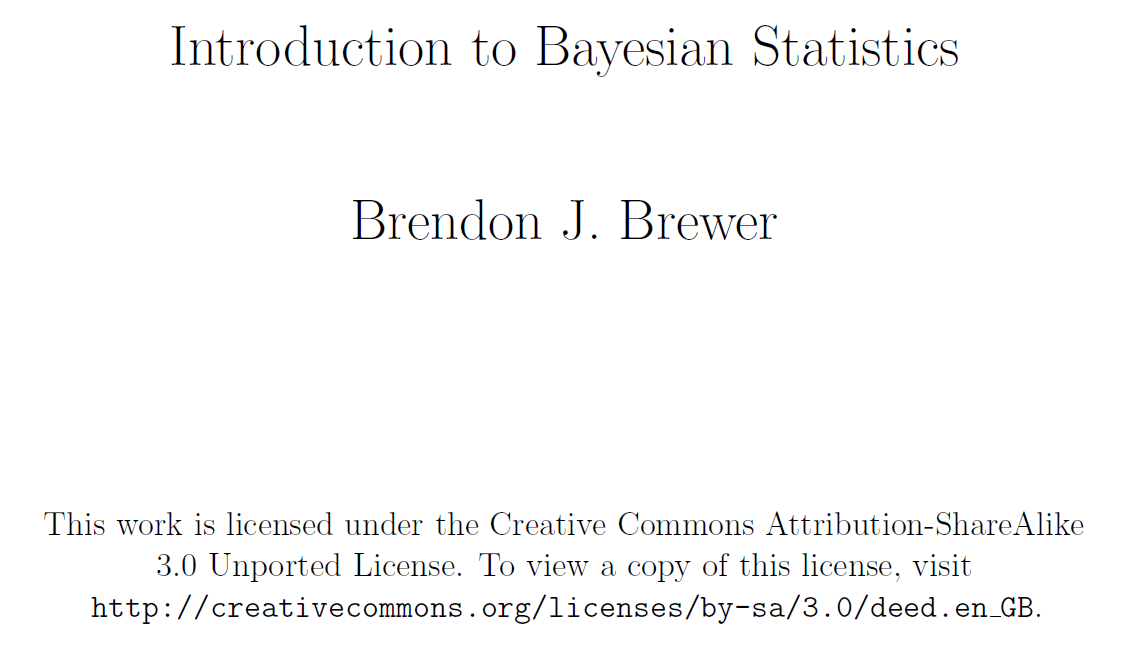 Introduction to Bayesian Statistics
Brendon J. Brewer
This work is licensed under the Creative Commons Attribution-ShareAlike
3.0 Unported License. To view a copy of this license, visit
http://creativecommons.org/licenses/by-sa/3.0/deed.en_GB.